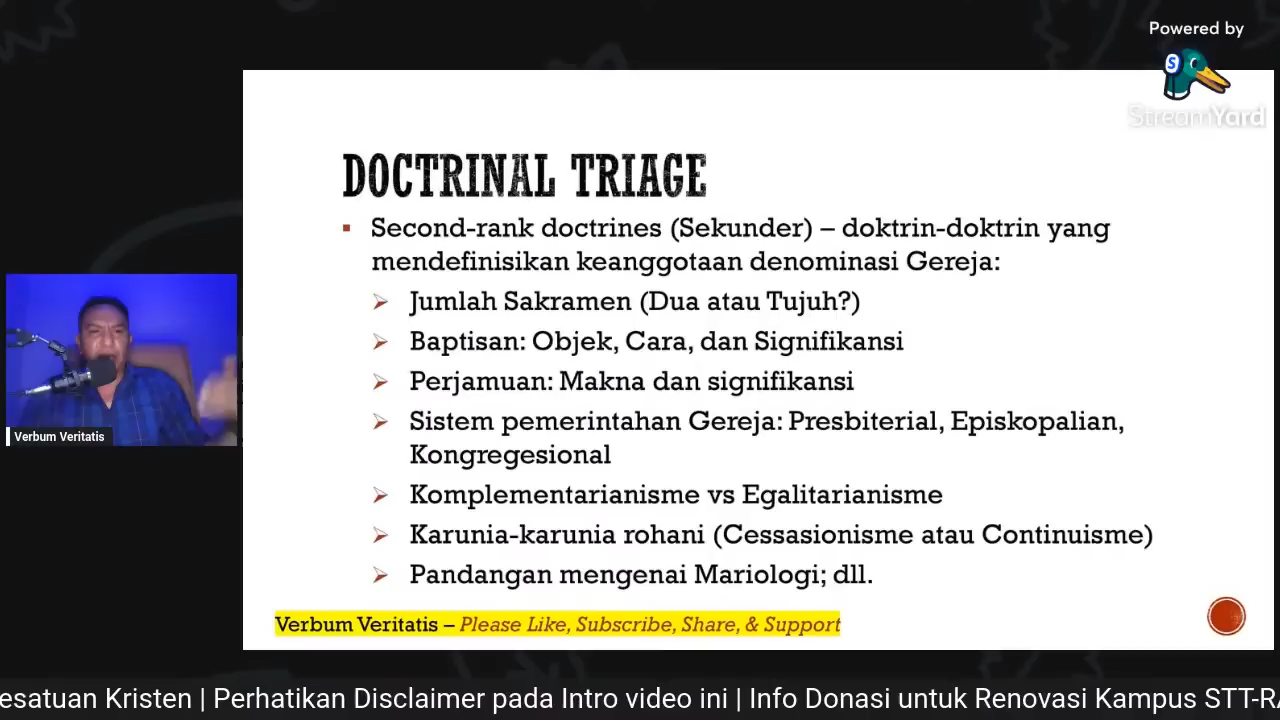 Powered by
StreamYard
DOCTRINAL TRIAGE
▪ Second-rank doctrines (Sekunder) – doktrin-doktrin yang
mendefinisikan keanggotaan denominasi Gereja:
➢ Jumlah Sakramen (Dua atau Tujuh?)
➢ Baptisan: Objek, Cara, dan Signifikansi
➢ Perjamuan: Makna dan signifikansi
➢ Sistem pemerintahan Gereja: Presbiterial, Episkopalian,
Kongregesional
➢ Komplementarianisme vs Egalitarianisme
➢ Karunia-karunia rohani (Cessasionisme atau Continuisme)
➢ Pandangan mengenai Mariologi; dll.
Verbum Veritatis
Verbum Veritatis – Please Like, Subscribe, Share, & Support
esatuan Kristen | Perhatikan Disclaimer pada Intro video ini | Info Donasi untuk Renovasi Kampus STT-R